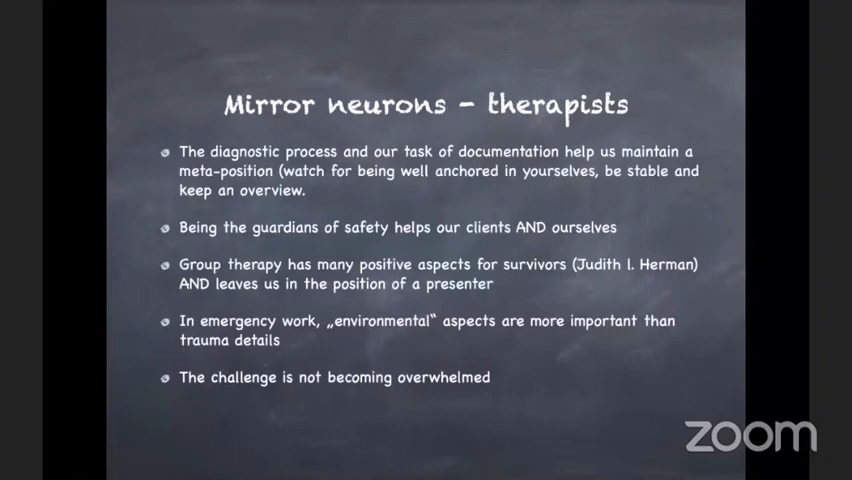 Mirror neurons - therapists
The diagnostic process and our task of documentation help us maintain a
meta-position (watch for being well anchored in yourselves, be stable and
keep an overview.
Being the guardians of safety helps our clients AND ourselves
Group therapy has many positive aspects for survivors (Judith l. Herman)
AND leaves us in the position of a presenter
In emergency work, „environmental“ aspects are more important than
trauma details
The challenge is not becoming overwhelmed
zoom